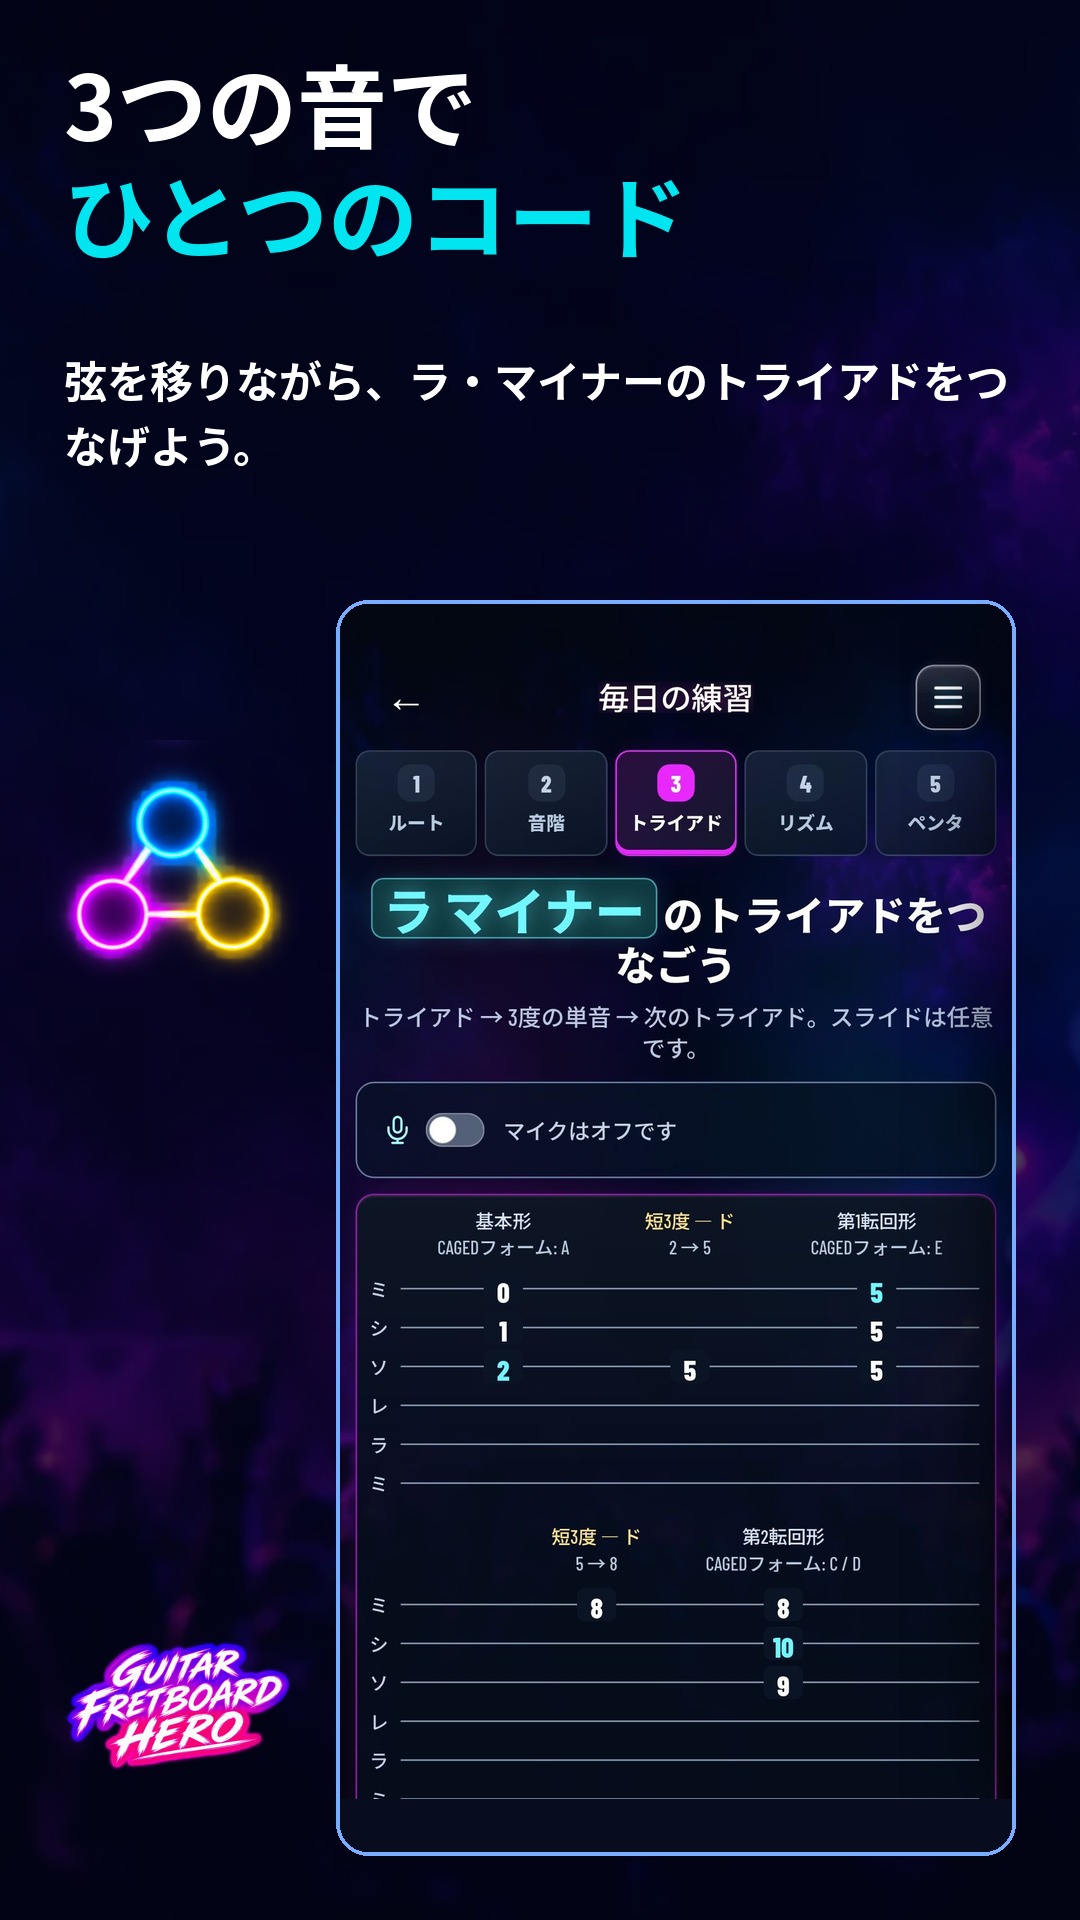 3つの音で
ひとつのコード
弦を移りながら、ラ・マイナーのトライアドをつ
なげよう。
← 毎日の練習
1 2 3 4 5
ルート 音階 トライアド リズム ペンタ
ラ マイナー のトライアドをつ
なごう
トライアド → 3度の単音 → 次のトライアド。スライドは任意
です。
マイクはオフです
基本形 短3度 — ド 第1転回形
CAGEDフォーム: A 2 → 5 CAGEDフォーム: E
ミ 0 5
シ 1 5
ソ 2 5 5
レ
ラ
ミ
短3度 — ド 第2転回形
5 → 8 CAGEDフォーム: C / D
ミ 8 8
シ 10
ソ 9
レ
ラ
GUITAR
FRETBOARD
HERO